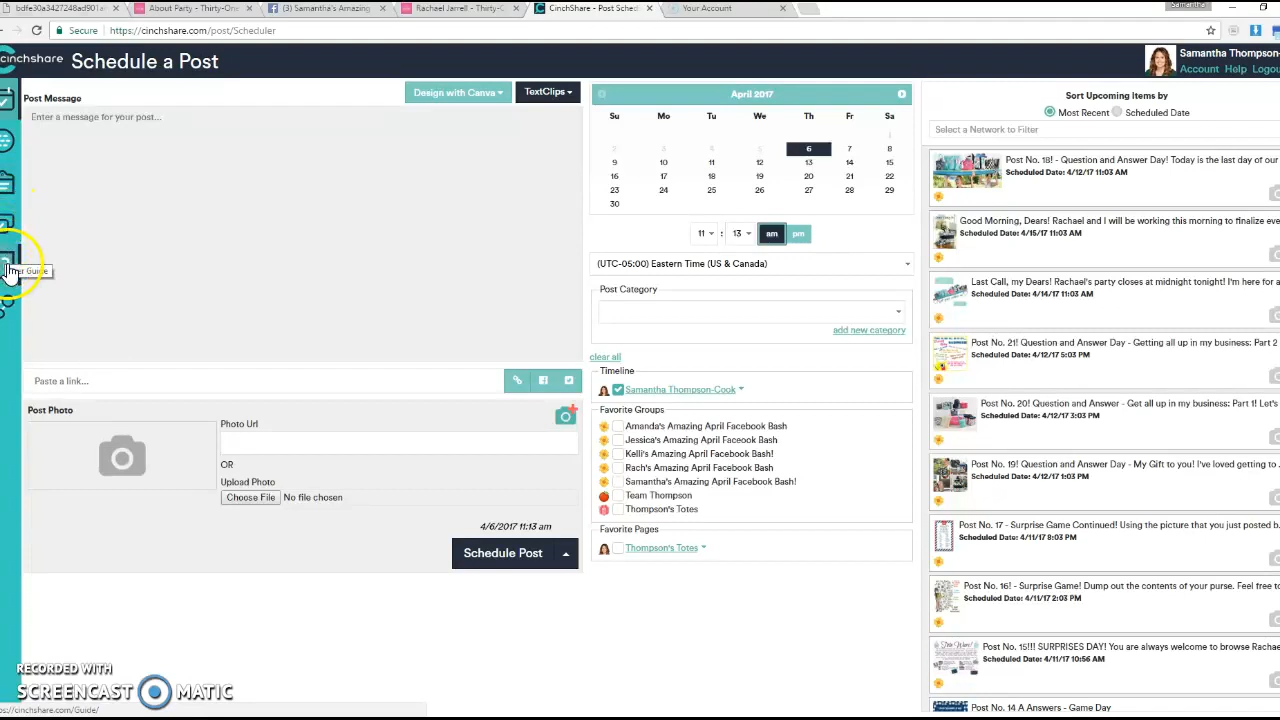 bdfe30a3427248ad901a
About Party - Thirty-On
(3) Samantha's Amazing
Rachael Jarrell - Thirty-O
CinchShare - Post Sched
Your Account
Samantha
Secure
https://cinchshare.com/post/Scheduler
cinchshare
Schedule a Post
Samantha Thompson-
Account Help Logou
Post Message
Design with Canva
TextClips
Enter a message for your post...
er Guide
Paste a link...
Post Photo
Photo Url
OR
Upload Photo
Choose File No file chosen
4/6/2017 11:13 am
Schedule Post
April 2017
Su Mo Tu We Th Fr Sa
1
2 3 4 5 6 7 8
9 10 11 12 13 14 15
16 17 18 19 20 21 22
23 24 25 26 27 28 29
30
11 : 13 am pm
(UTC-05:00) Eastern Time (US & Canada)
Post Category
add new category
clear all
Timeline
Samantha Thompson-Cook
Favorite Groups
Amanda's Amazing April Facebook Bash
Jessica's Amazing April Faceook Bash
Kelli's Amazing April Facebook Bash!
Rach's Amazing April Facebook Bash
Samantha's Amazing April Facebook Bash!
Team Thompson
Thompson's Totes
Favorite Pages
Thompson's Totes
Sort Upcoming Items by
Most Recent Scheduled Date
Select a Network to Filter
Post No. 18! - Question and Answer Day! Today is the last day of our
Scheduled Date: 4/12/17 11:03 AM
Good Morning, Dears! Rachael and I will be working this morning to finalize eve
Scheduled Date: 4/15/17 11:03 AM
Last Call, my Dears! Rachael's party closes at midnight tonight! I'm here for a
Scheduled Date: 4/14/17 11:03 AM
Post No. 21! Question and Answer Day - Getting all up in my business: Part 2
Scheduled Date: 4/12/17 5:03 PM
Post No. 20! Question and Answer - Get all up in my business: Part 1! Let's
Scheduled Date: 4/12/17 3:03 PM
Post No. 19! Question and Answer Day - My Gift to you! I've loved getting to
Scheduled Date: 4/12/17 1:03 PM
Post No. 17 - Surprise Game Continued! Using the picture that you just posted b
Scheduled Date: 4/11/17 8:03 PM
Post No. 16! - Surprise Game! Dump out the contents of your purse. Feel free to
Scheduled Date: 4/11/17 2:03 PM
Post No. 15!!! SURPRISES DAY! You are always welcome to browse Rachae
Scheduled Date: 4/11/17 10:56 AM
Post No. 14 A Answers - Game Day
RECORDED WITH
SCREENCAST MATIC
ps://cinchshare.com/Guide/